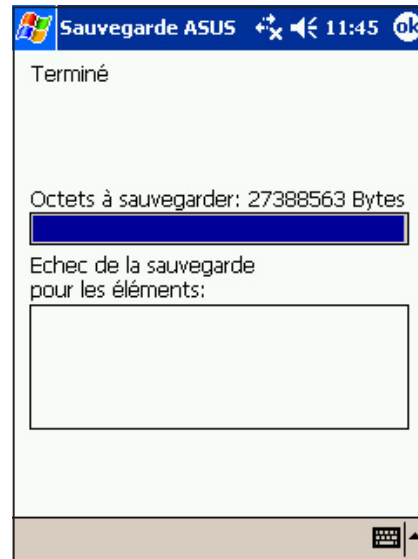 Sauvegarde ASUS 11:45 ok
Terminé
Octets à sauvegarder: 27388563 Bytes
Echec de la sauvegarde
pour les éléments: